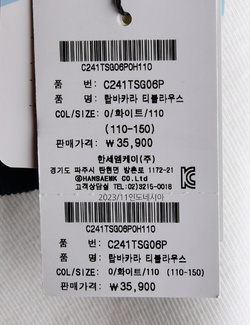 C241TSG06P0H110
품 번: C241TSG06P
품 명: 탑바카라 티블라우스
COL/SIZE: 0/화이트/110
(110-150)
판매가격: ₩ 35,900
한세엠케이(주)
경기도 파주시 탄현면 방촌로 1172-21
ⓒHANSAEMK CO.Ltd
고객상담실 TEL:02)3215-0018
2023/11인도네시아
C241TSG06P0H110
품 번: C241TSG06P
품 명: 탑바카라 티블라우스
COL/SIZE: 0/화이트/110 (110-150)
판매가격: ₩ 35,900